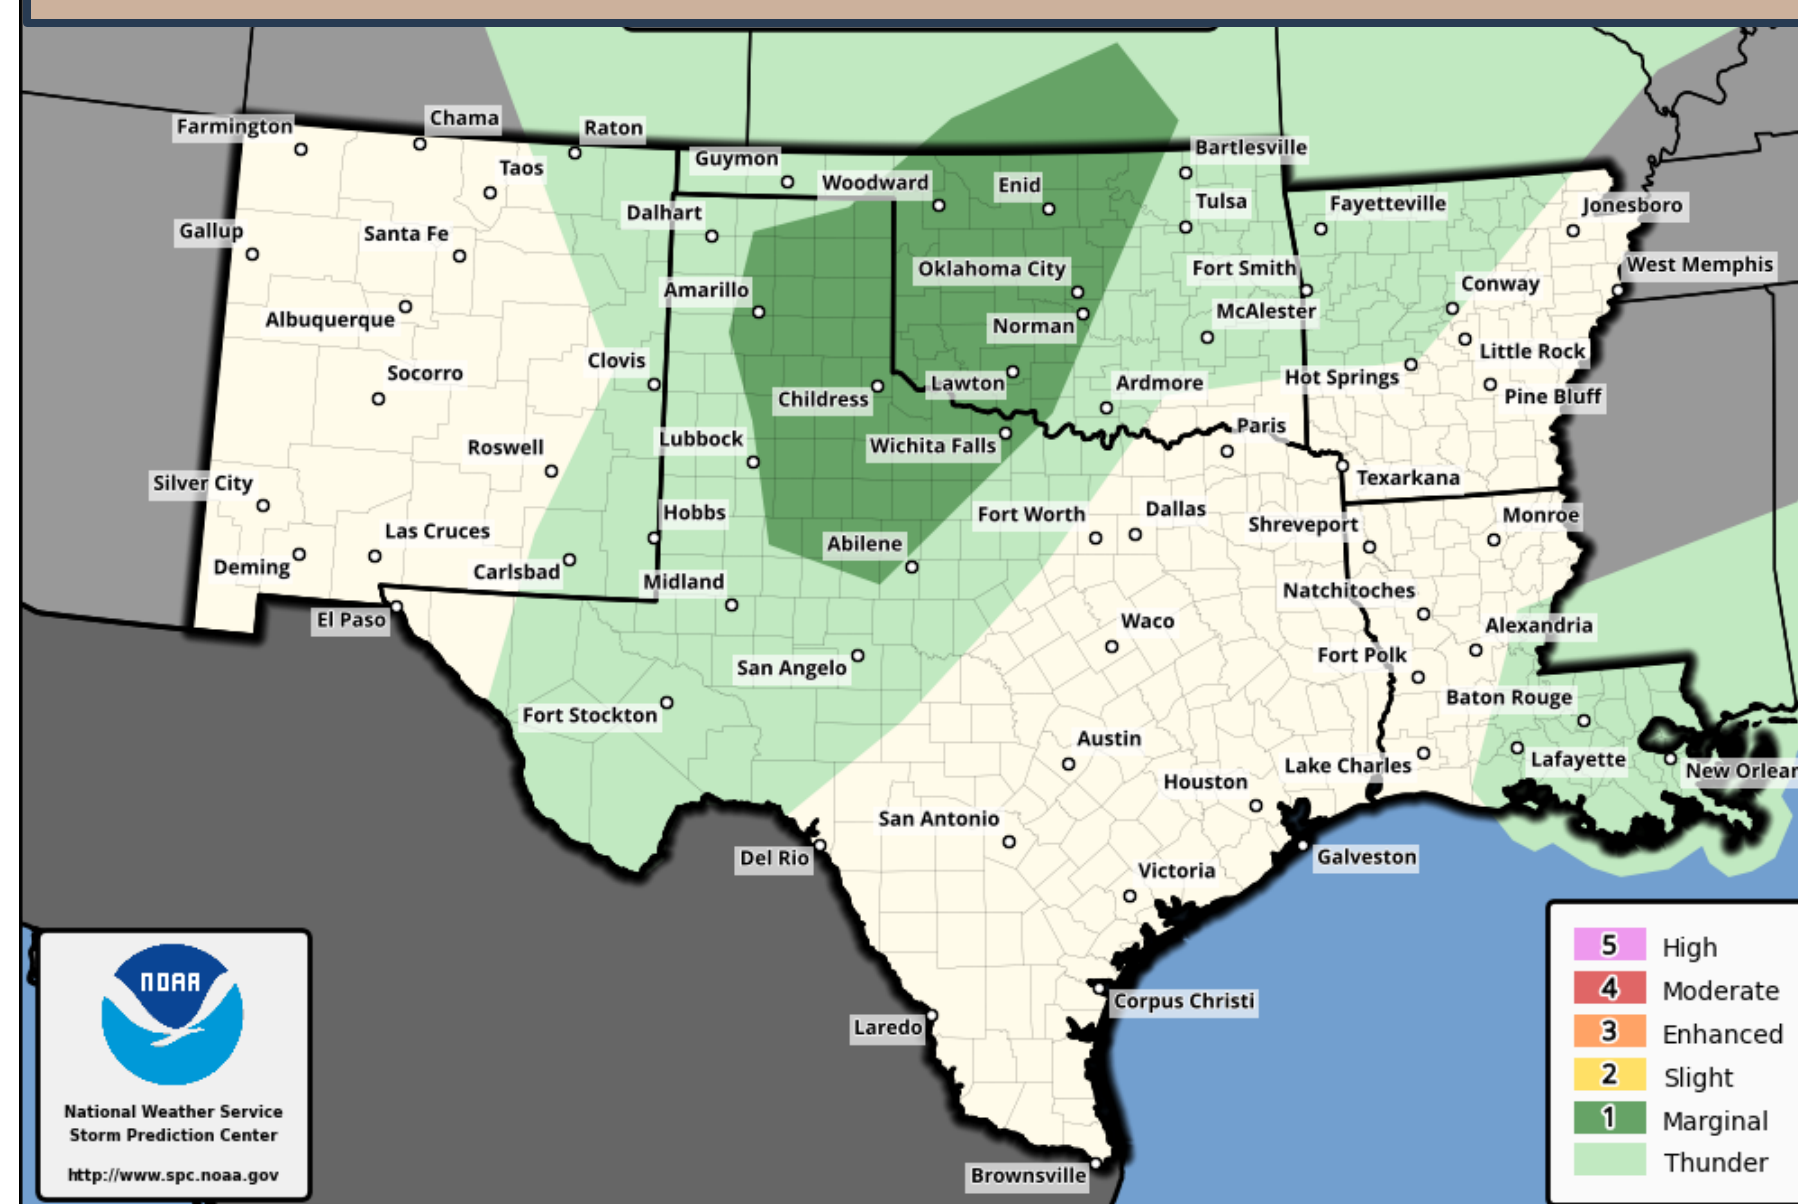 Farmington
Chama
Raton
Taos
Guymon
Bartlesville
Woodward
Enid
Tulsa
Fayetteville
Jonesboro
Dalhart
Gallup
Santa Fe
Oklahoma City
Fort Smith
West Memphis
Amarillo
Conway
Albuquerque
Norman
McAlester
Clovis
Little Rock
Socorro
Childress
Lawton
Ardmore
Hot Springs
Pine Bluff
Lubbock
Wichita Falls
Paris
Roswell
Silver City
Texarkana
Hobbs
Fort Worth
Dallas
Shreveport
Monroe
Las Cruces
Abilene
Deming
Carlsbad
Midland
Natchitoches
El Paso
Waco
Alexandria
San Angelo
Fort Polk
Baton Rouge
Fort Stockton
Austin
Lake Charles
Lafayette
New Orlean
Houston
San Antonio
Del Rio
Galveston
Victoria
Corpus Christi
Laredo
Brownsville
NOAA
National Weather Service
Storm Prediction Center
http://www.spc.noaa.gov
5 High
4 Moderate
3 Enhanced
2 Slight
1 Marginal
Thunder